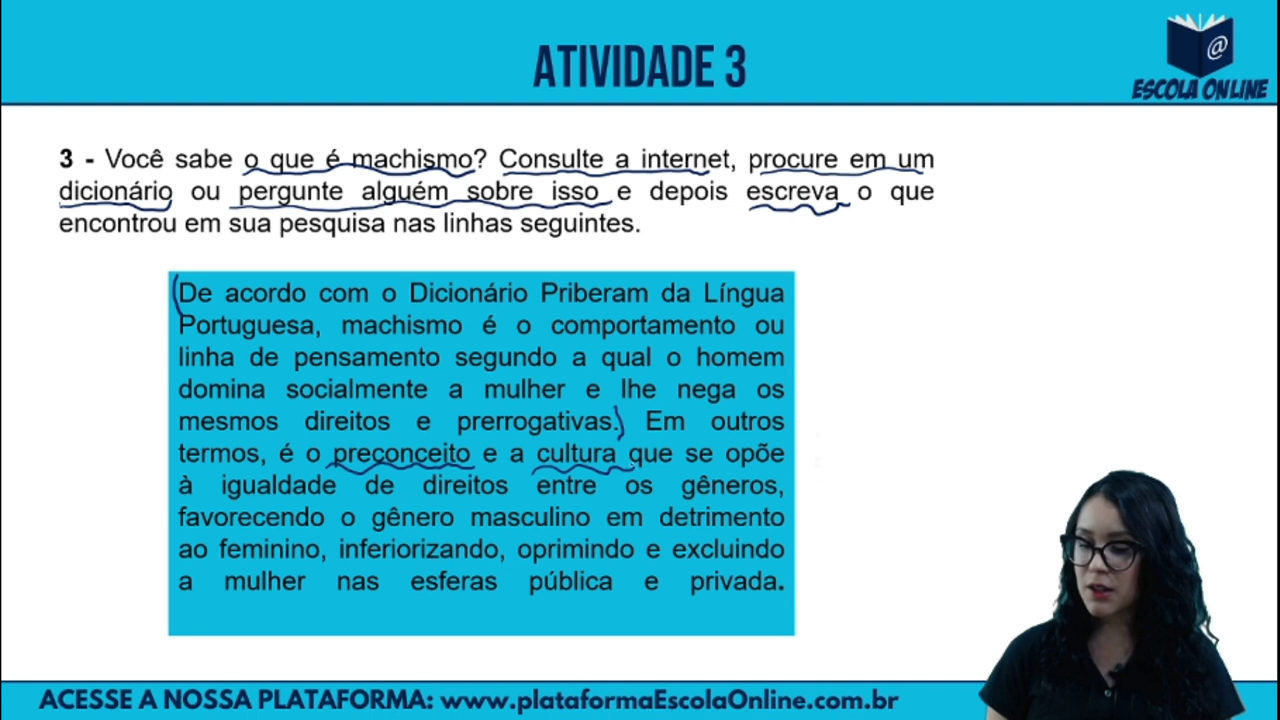 ATIVIDADE 3
@
ESCOLA ONLINE
3 - Você sabe o que é machismo? Consulte a internet, procure em um
dicionário ou pergunte alguém sobre isso e depois escreva o que
encontrou em sua pesquisa nas linhas seguintes.
De acordo com o Dicionário Priberam da Língua
Portuguesa, machismo é o comportamento ou
linha de pensamento segundo a qual o homem
domina socialmente a mulher e lhe nega os
mesmos direitos e prerrogativas. Em outros
termos, é o preconceito e a cultura que se opõe
à igualdade de direitos entre os gêneros,
favorecendo o gênero masculino em detrimento
ao feminino, inferiorizando, oprimindo e excluindo
a mulher nas esferas pública e privada.
ACESSE A NOSSA PLATAFORMA: www.plataformaEscolaOnline.com.br